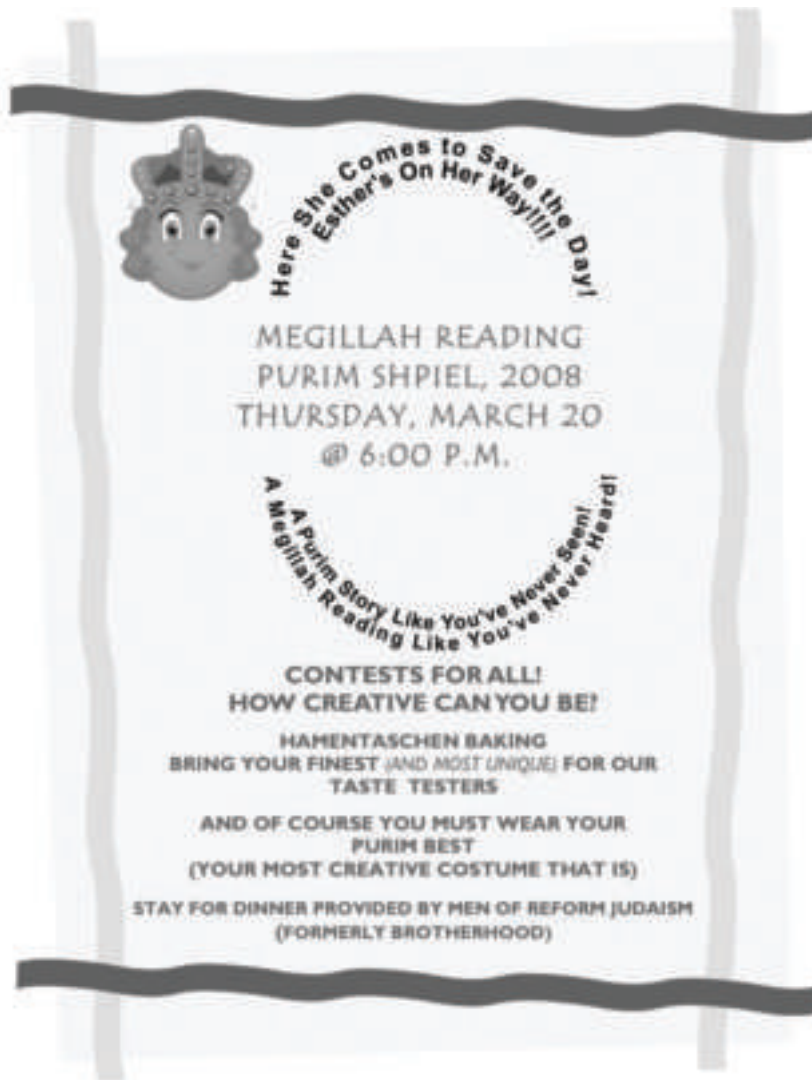 Here She Comes to Save the Day!
Esther's On Her Way!!!!
MEGILLAH READING
PURIM SHPIEL, 2008
THURSDAY, MARCH 20
@ 6:00 P.M.
A Purim Story Like You've Never Seen!
A Megillah Reading Like You've Never Heard!
CONTESTS FOR ALL!
HOW CREATIVE CAN YOU BE?
HAMENTASCHEN BAKING
BRING YOUR FINEST (AND MOST UNIQUE) FOR OUR
TASTE TESTERS
AND OF COURSE YOU MUST WEAR YOUR
PURIM BEST
(YOUR MOST CREATIVE COSTUME THAT IS)
STAY FOR DINNER PROVIDED BY MEN OF REFORM JUDAISM
(FORMERLY BROTHERHOOD)